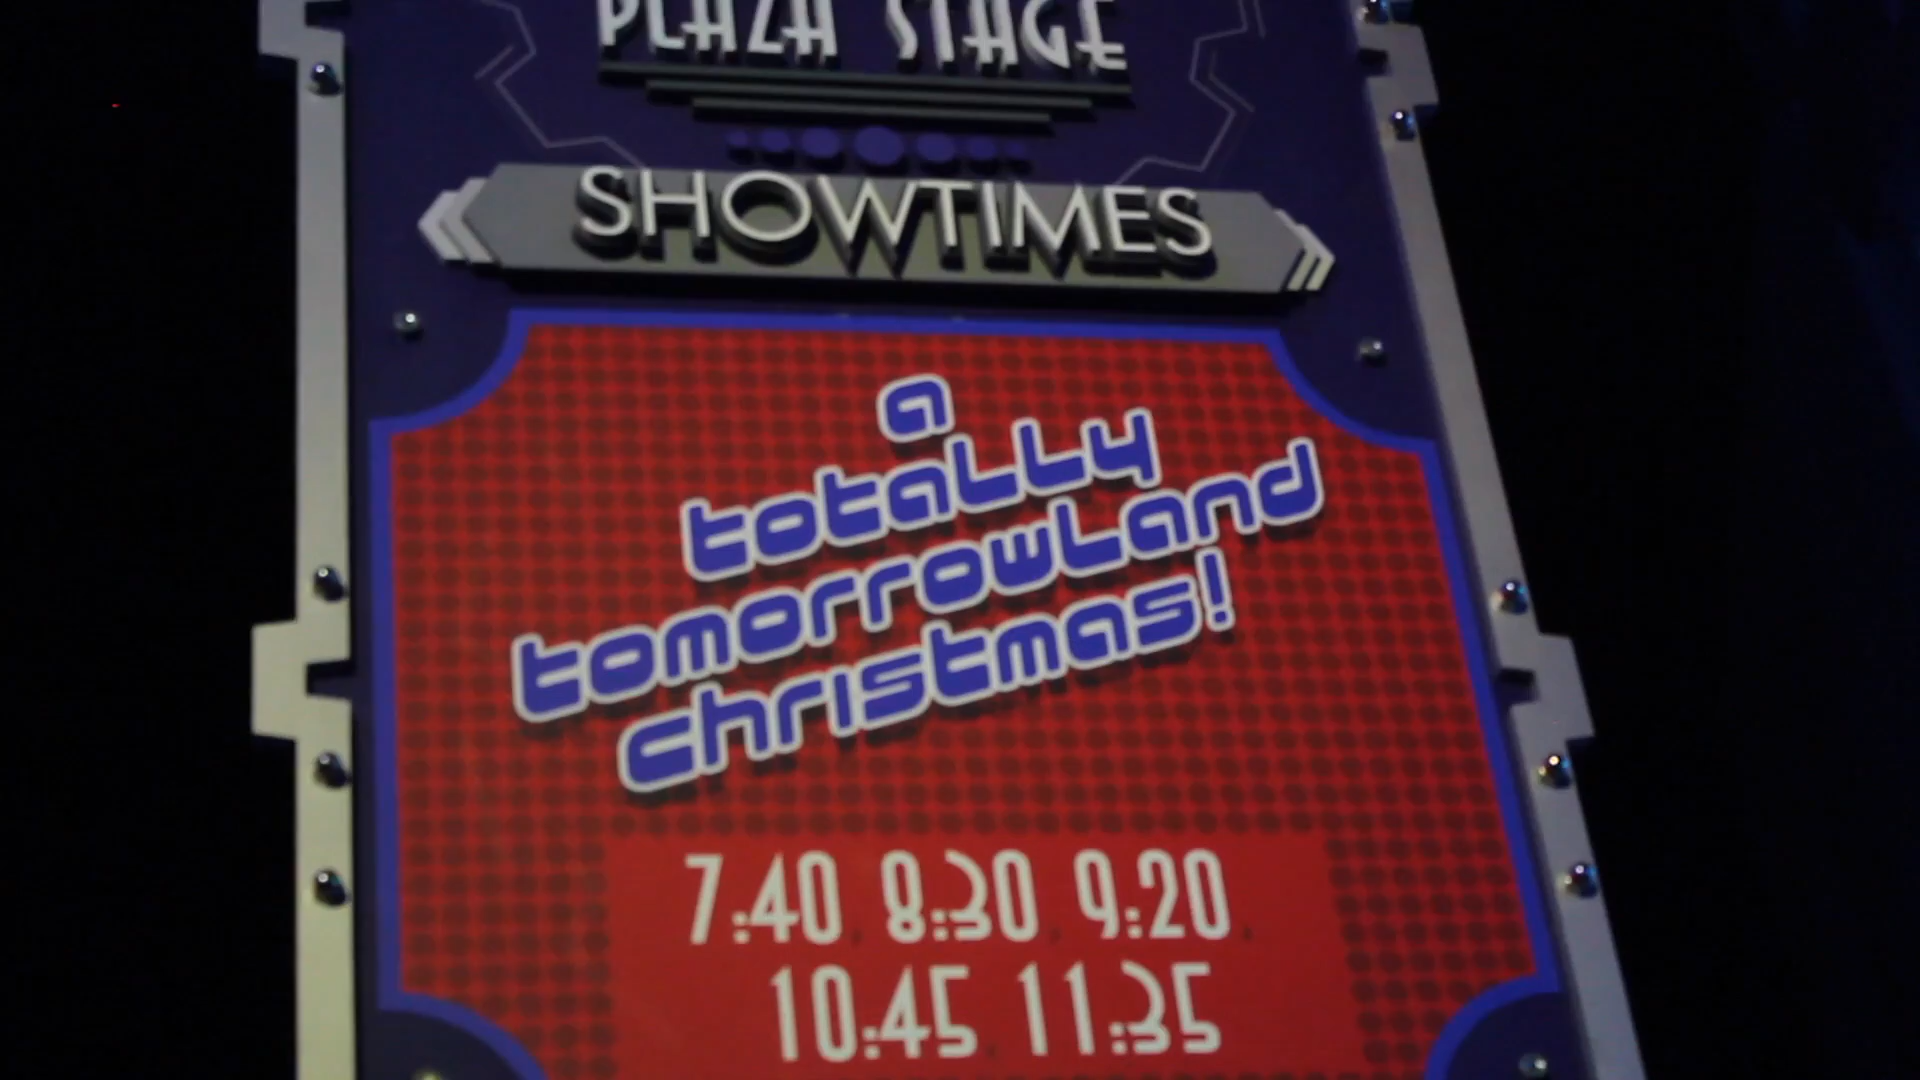 PLAZA STAGE
SHOWTIMES
a
totally
tomorrowland
christmas!
7:40, 8:30, 9:20,
10:45, 11:35